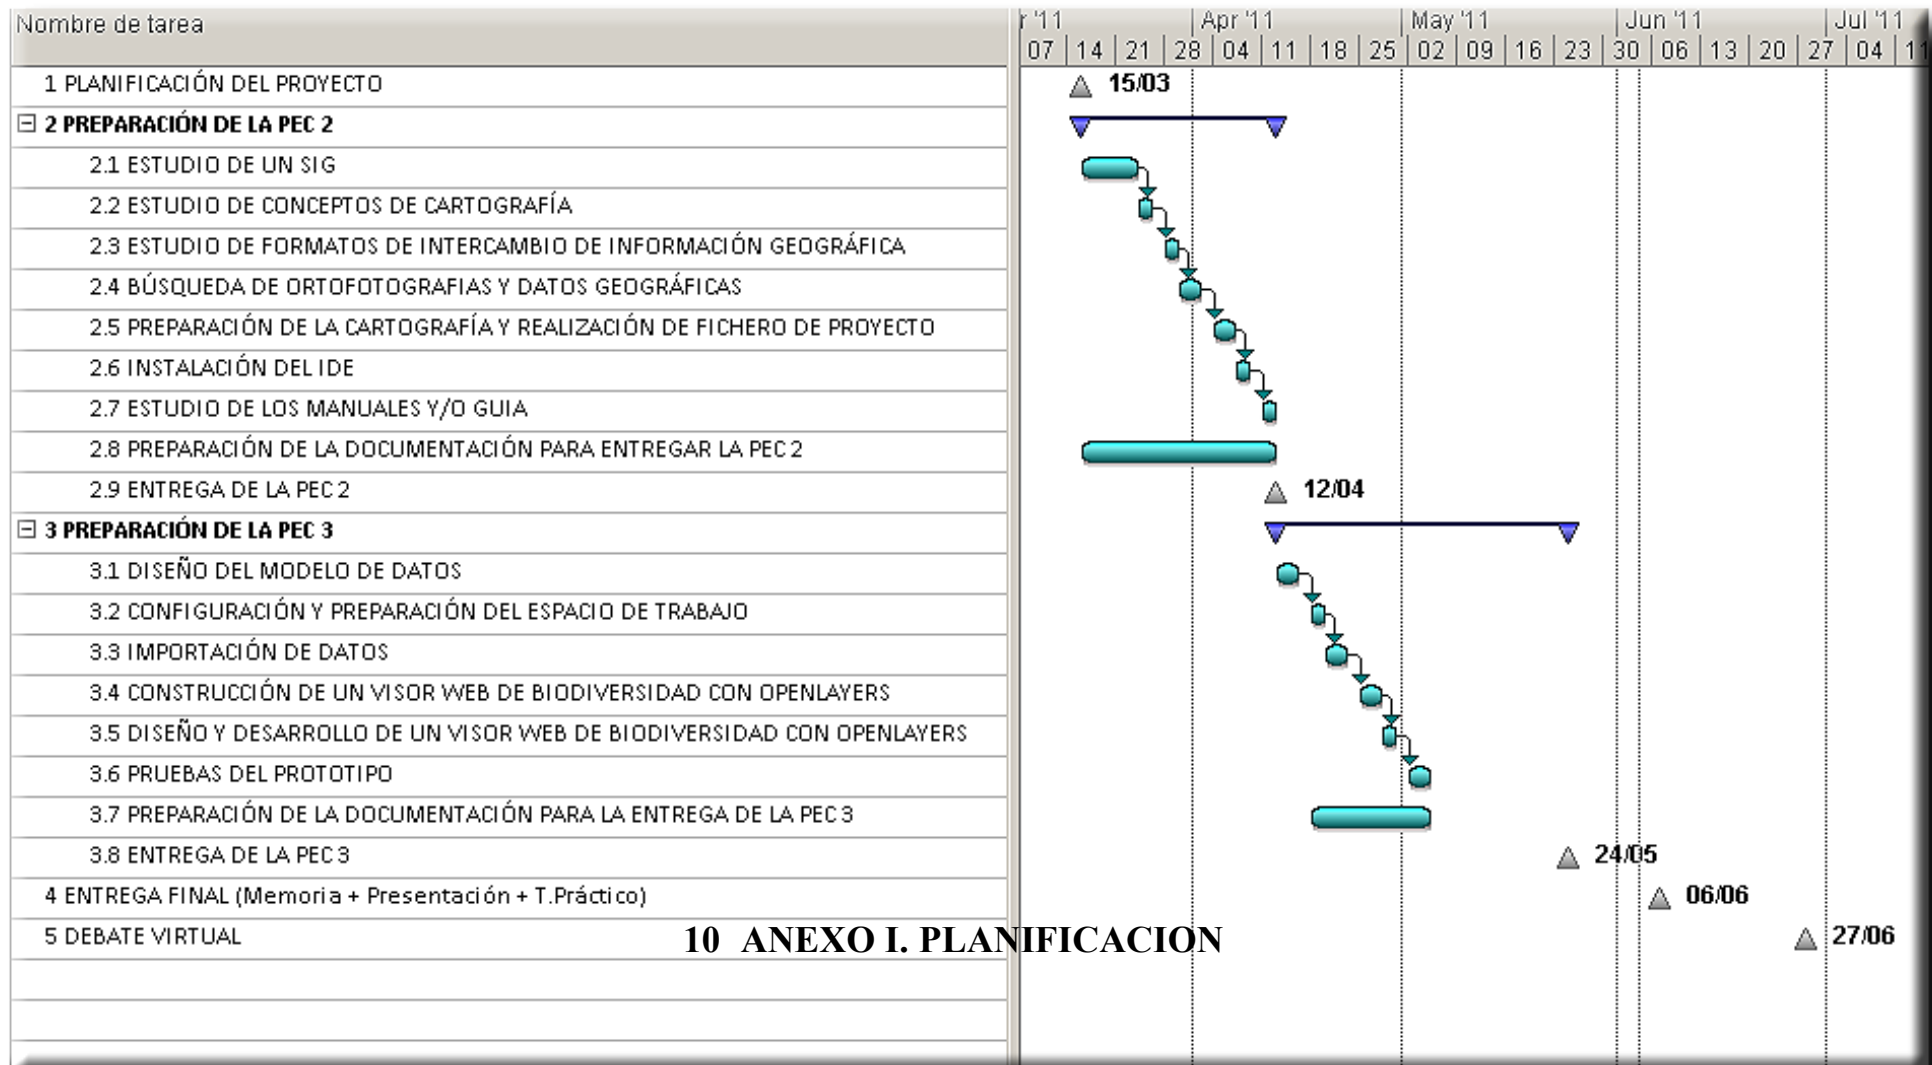 Nombre de tarea
r '11 Apr '11 May '11 Jun '11 Jul '11
07 14 21 28 04 11 18 25 02 09 16 23 30 06 13 20 27 04 11
1 PLANIFICACIÓN DEL PROYECTO 15/03
2 PREPARACIÓN DE LA PEC 2
2.1 ESTUDIO DE UN SIG
2.2 ESTUDIO DE CONCEPTOS DE CARTOGRAFÍA
2.3 ESTUDIO DE FORMATOS DE INTERCAMBIO DE INFORMACIÓN GEOGRÁFICA
2.4 BÚSQUEDA DE ORTOFOTOGRAFIAS Y DATOS GEOGRÁFICAS
2.5 PREPARACIÓN DE LA CARTOGRAFÍA Y REALIZACIÓN DE FICHERO DE PROYECTO
2.6 INSTALACIÓN DEL IDE
2.7 ESTUDIO DE LOS MANUALES Y/O GUIA
2.8 PREPARACIÓN DE LA DOCUMENTACIÓN PARA ENTREGAR LA PEC 2
2.9 ENTREGA DE LA PEC 2 12/04
3 PREPARACIÓN DE LA PEC 3
3.1 DISEÑO DEL MODELO DE DATOS
3.2 CONFIGURACIÓN Y PREPARACIÓN DEL ESPACIO DE TRABAJO
3.3 IMPORTACIÓN DE DATOS
3.4 CONSTRUCCIÓN DE UN VISOR WEB DE BIODIVERSIDAD CON OPENLAYERS
3.5 DISEÑO Y DESARROLLO DE UN VISOR WEB DE BIODIVERSIDAD CON OPENLAYERS
3.6 PRUEBAS DEL PROTOTIPO
3.7 PREPARACIÓN DE LA DOCUMENTACIÓN PARA LA ENTREGA DE LA PEC 3
3.8 ENTREGA DE LA PEC 3 24/05
4 ENTREGA FINAL (Memoria + Presentación + T.Práctico) 06/06
5 DEBATE VIRTUAL 27/06
10 ANEXO I. PLANIFICACION